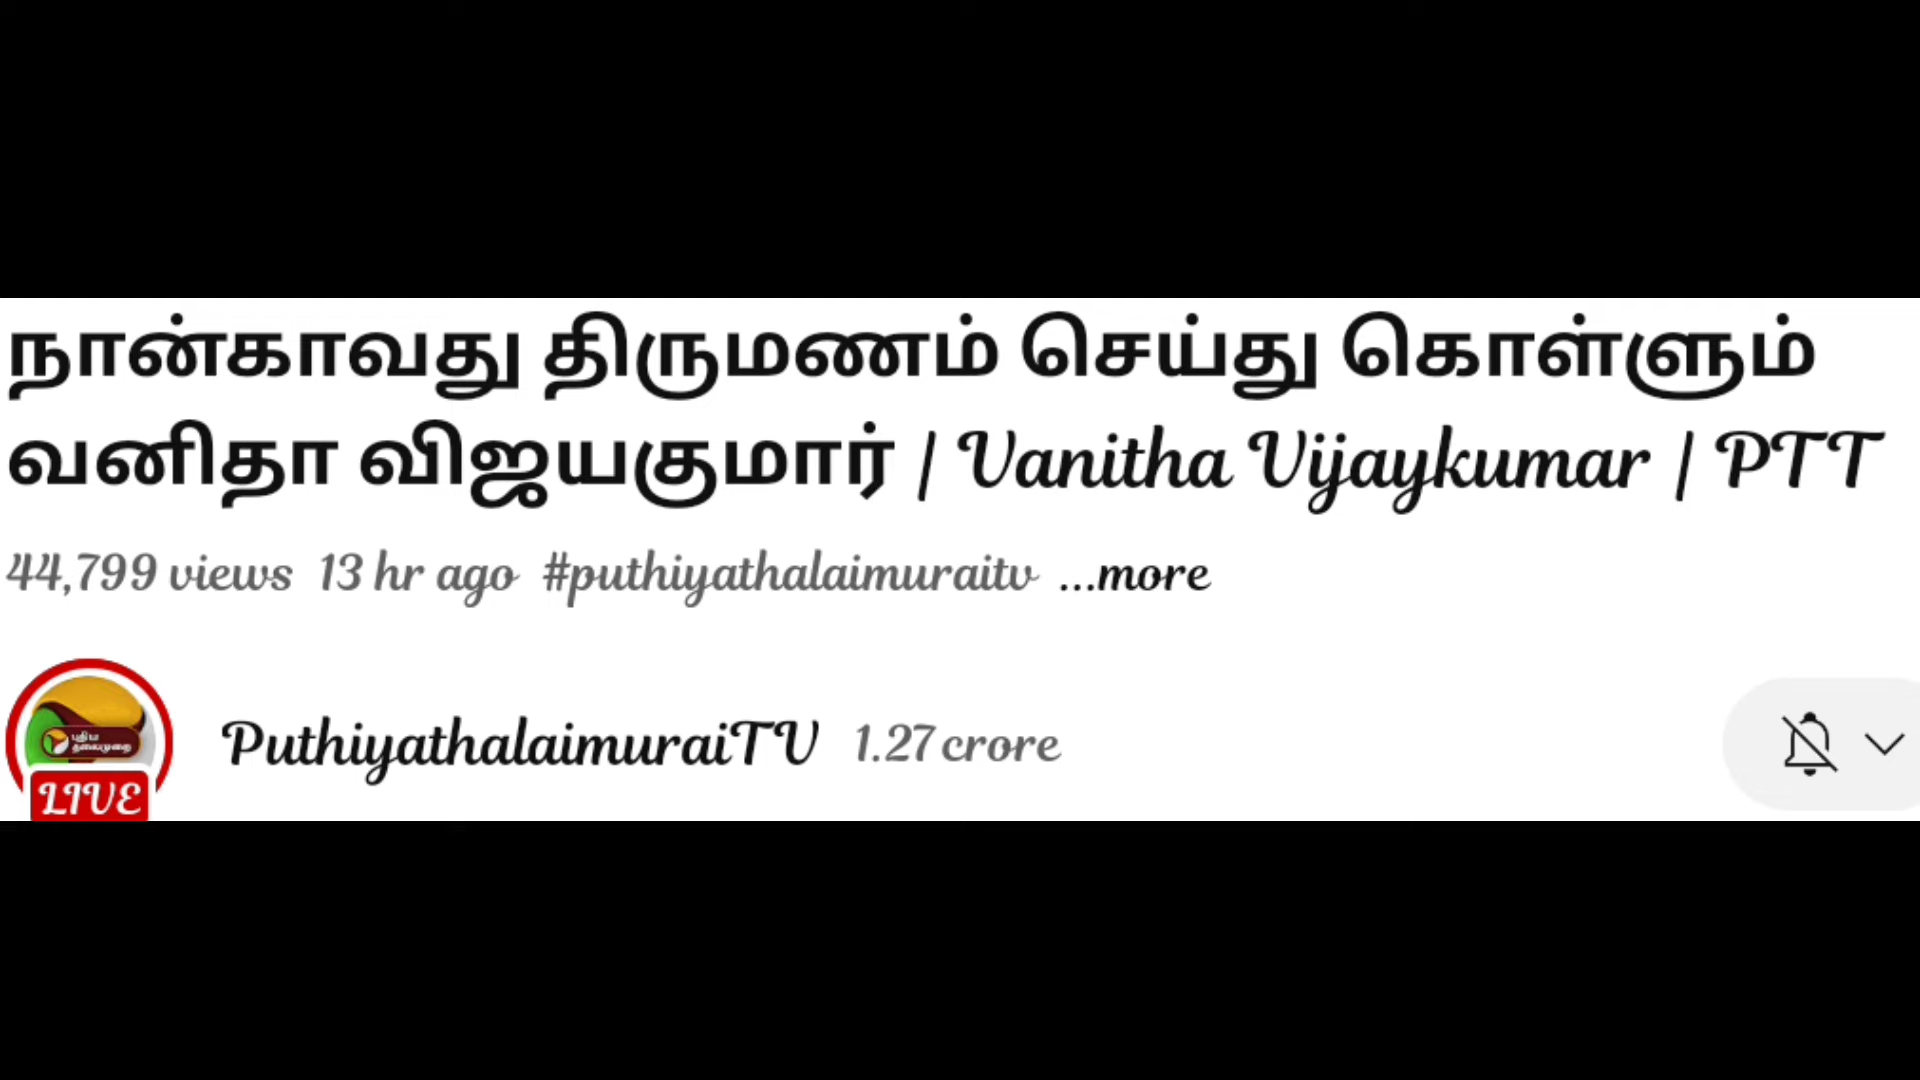 நான்காவது திருமணம் செய்து கொள்ளும்
வனிதா விஜயகுமார் | Vanitha Vijaykumar | PTT
44,799 views 13 hr ago #puthiyathalaimuraitv ...more
புதிய
தலைமுறை
LIVE
PuthiyathalaimuraiTV 1.27 crore